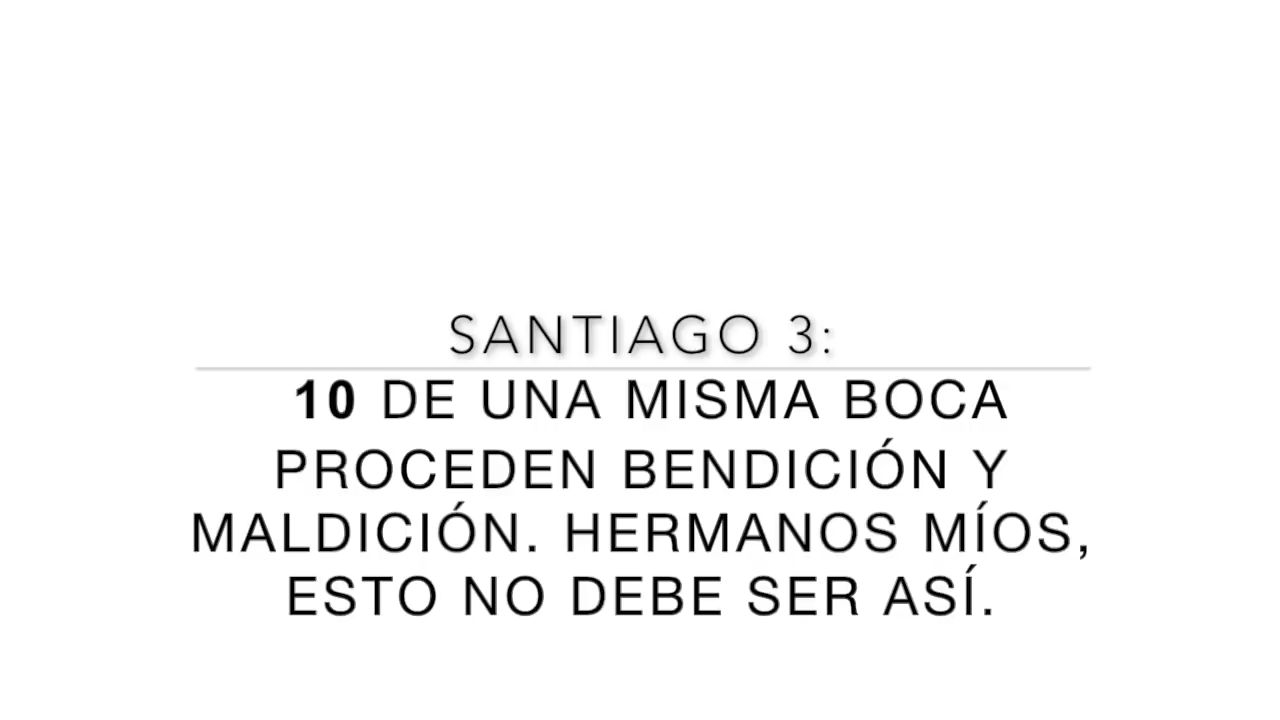 SANTIAGO 3:
10 DE UNA MISMA BOCA
PROCEDEN BENDICIÓN Y
MALDICIÓN. HERMANOS MÍOS,
ESTO NO DEBE SER ASÍ.